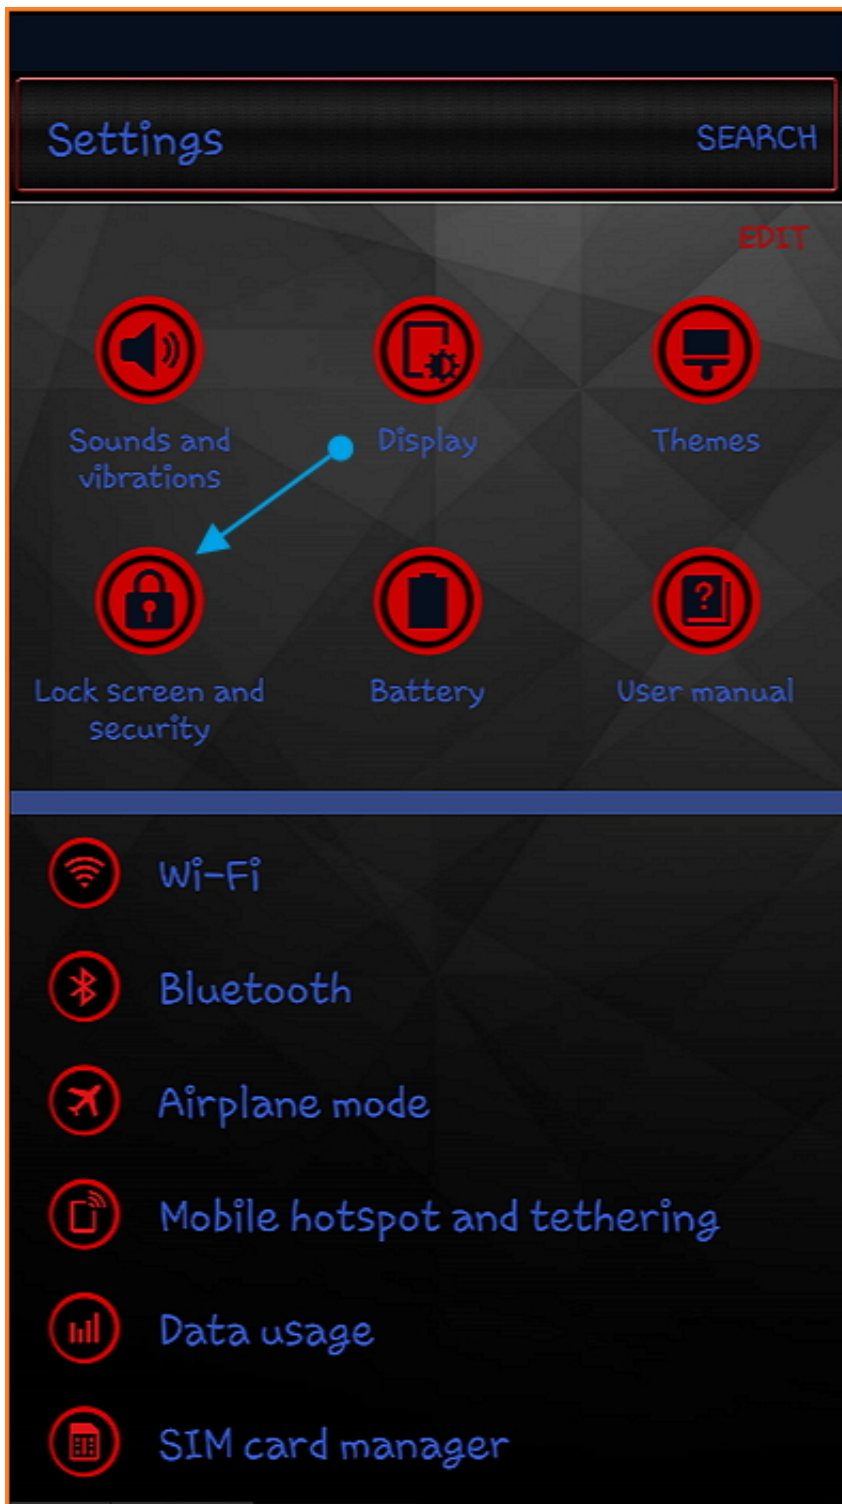 Settings
SEARCH
EDIT
Sounds and
vibrations
Display
Themes
Lock screen and
security
Battery
User manual
Wi-Fi
Bluetooth
Airplane mode
Mobile hotspot and tethering
Data usage
SIM card manager